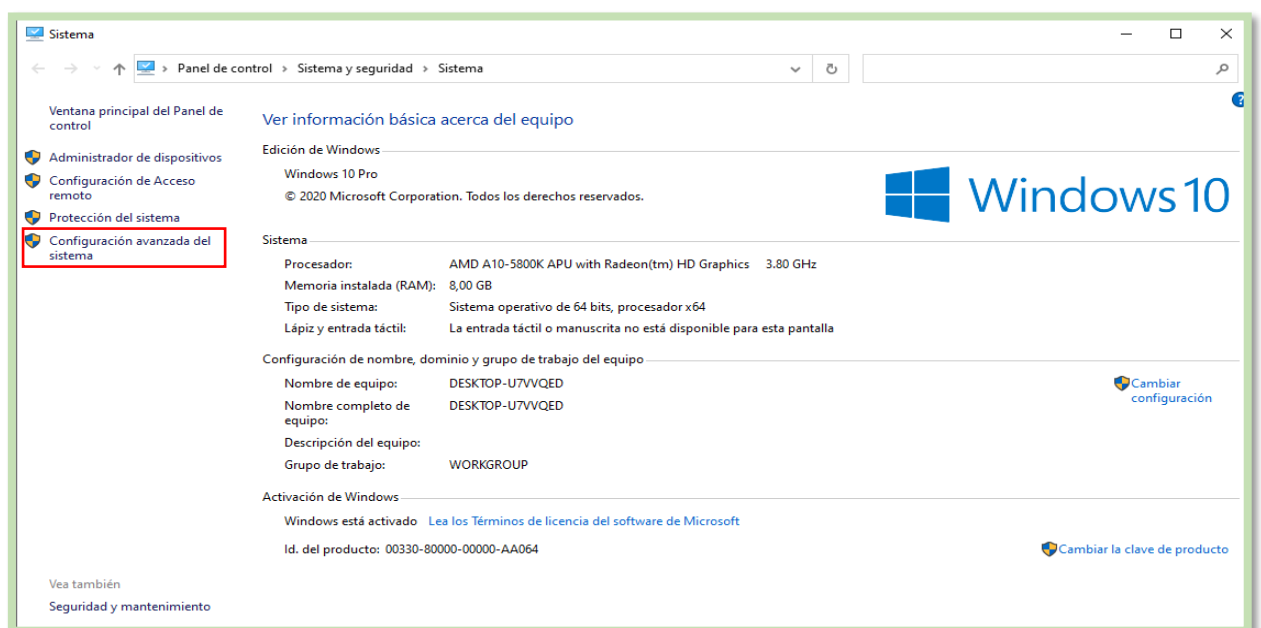 Sistema
Panel de control > Sistema y seguridad > Sistema
Ventana principal del Panel de
control
Administrador de dispositivos
Configuración de Acceso
remoto
Protección del sistema
Configuración avanzada del
sistema
Vea también
Seguridad y mantenimiento
Ver información básica acerca del equipo
Edición de Windows
Windows 10 Pro
© 2020 Microsoft Corporation. Todos los derechos reservados.
Windows 10
Sistema
Procesador: AMD A10-5800K APU with Radeon(tm) HD Graphics 3.80 GHz
Memoria instalada (RAM): 8,00 GB
Tipo de sistema: Sistema operativo de 64 bits, procesador x64
Lápiz y entrada táctil: La entrada táctil o manuscrita no está disponible para esta pantalla
Configuración de nombre, dominio y grupo de trabajo del equipo
Nombre de equipo: DESKTOP-U7VVQED
Cambiar
configuración
Nombre completo de DESKTOP-U7VVQED
equipo:
Descripción del equipo:
Grupo de trabajo: WORKGROUP
Activación de Windows
Windows está activado Lea los Términos de licencia del software de Microsoft
Id. del producto: 00330-80000-00000-AA064
Cambiar la clave de producto